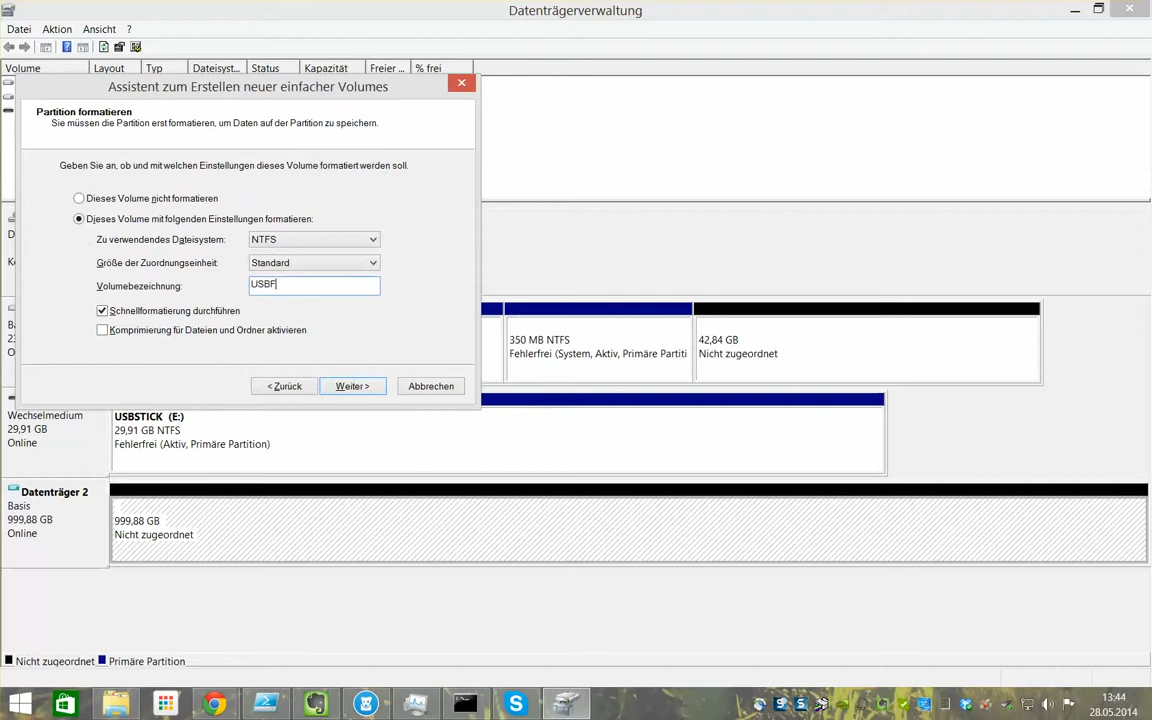 Datenträgerverwaltung
Datei Aktion Ansicht ?
Volume Layout Typ Dateisyst... Status Kapazität Freier ... % frei
Assistent zum Erstellen neuer einfacher Volumes
Partition formatieren
Sie müssen die Partition erst formatieren, um Daten auf der Partition zu speichern.
Geben Sie an, ob und mit welchen Einstellungen dieses Volume formatiert werden soll.
Dieses Volume nicht formatieren
Dieses Volume mit folgenden Einstellungen formatieren:
Zu verwendendes Dateisystem: NTFS
Größe der Zuordnungseinheit: Standard
Volumebezeichnung: USBF
Schnellformatierung durchführen
Komprimierung für Dateien und Ordner aktivieren
< Zurück Weiter > Abbrechen
350 MB NTFS
Fehlerfrei (System, Aktiv, Primäre Partiti
42,84 GB
Nicht zugeordnet
Wechselmedium
29,91 GB
Online
USBSTICK (E:)
29,91 GB NTFS
Fehlerfrei (Aktiv, Primäre Partition)
Datenträger 2
Basis
999,88 GB
Online
999,88 GB
Nicht zugeordnet
Nicht zugeordnet Primäre Partition
13:44
28.05.2014